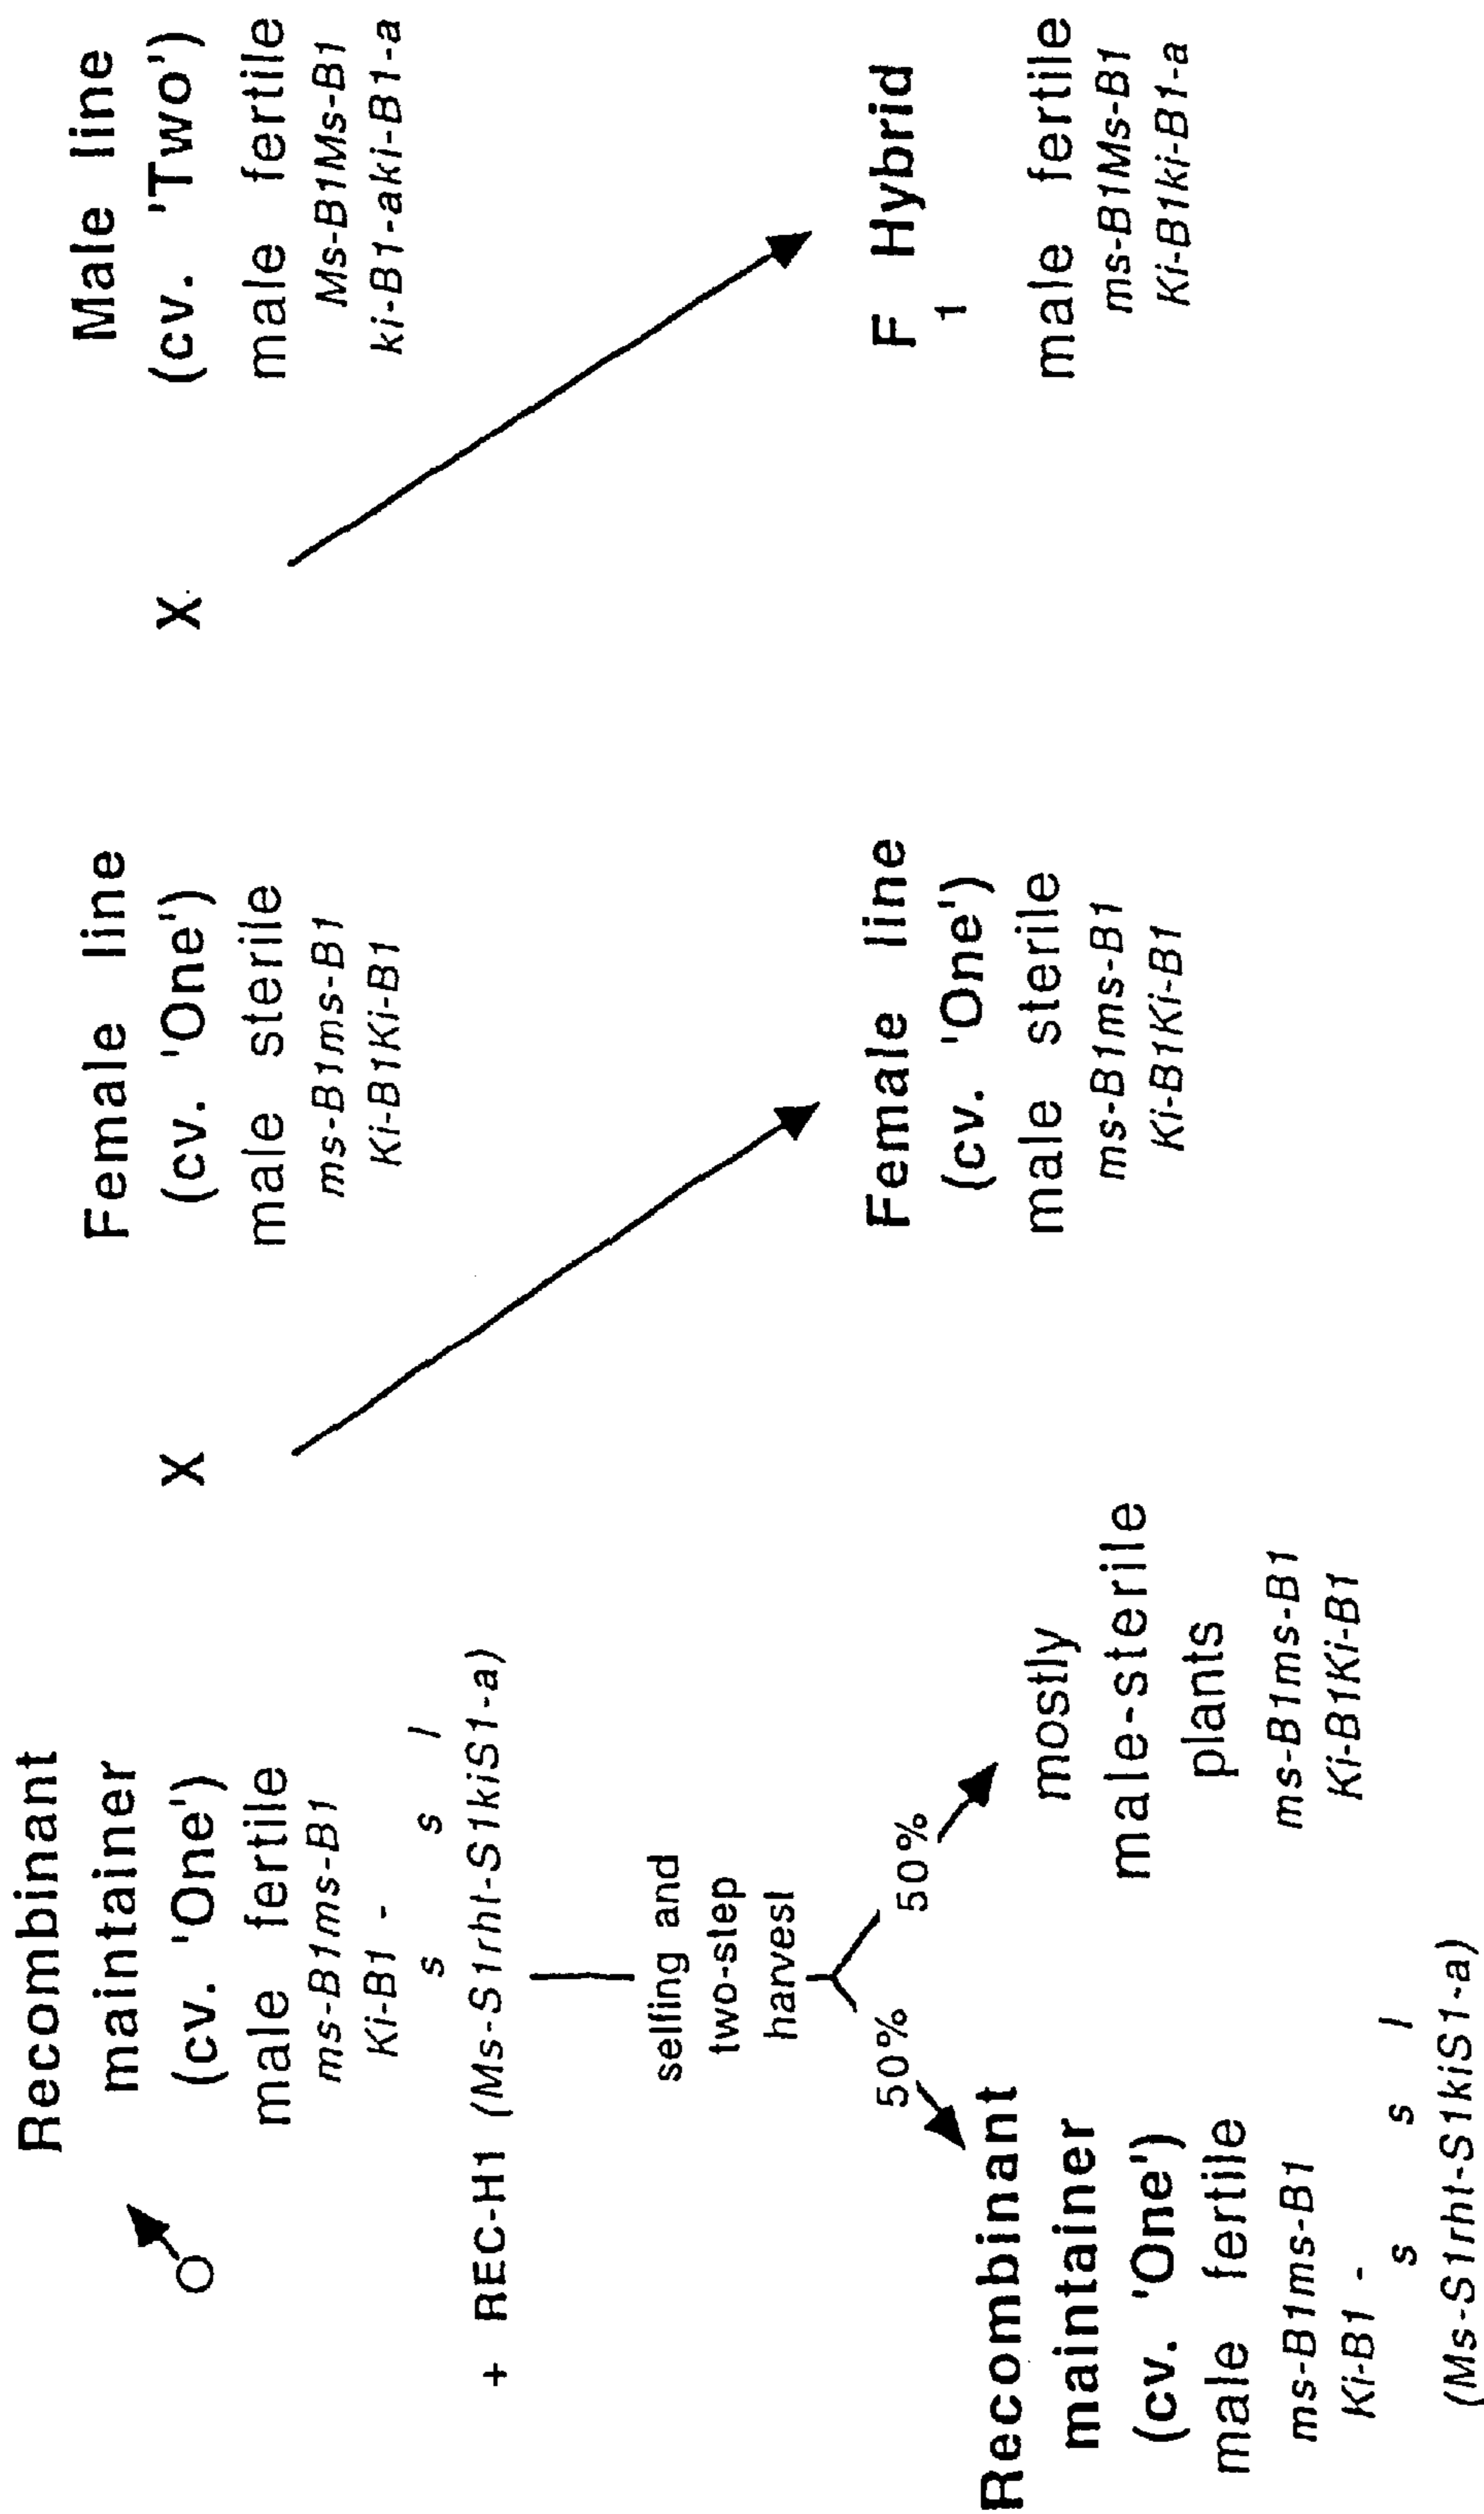 Recombinant
maintainer
(cv. 'One')
male fertile
ms-B1ms-B1
Ki-B1 -
s s l
+ REC-H1 (Ms-S1rht-S1kiS1-a)
X
Female line
(cv. 'One')
male sterile
ms-B1ms-B1
Ki-B1Ki-B1
X
Male line
(cv. 'Two')
male fertile
Ms-B1Ms-B1
ki-B1-aki-B1-a
selfing and
two-step
harvest
50%
50%
Recombinant
maintainer
(cv. 'One')
male fertile
ms-B1ms-B1
Ki-B1 -
s s l
(Ms-S1rht-S1kiS1-a)
mostly
male-sterile
plants
ms-B1ms-B1
Ki-B1Ki-B1
Female line
(cv. 'One')
male sterile
ms-B1ms-B1
Ki-B1Ki-B1
F1 Hybrid
male fertile
ms-B1Ms-B1
Ki-B1ki-B1-a